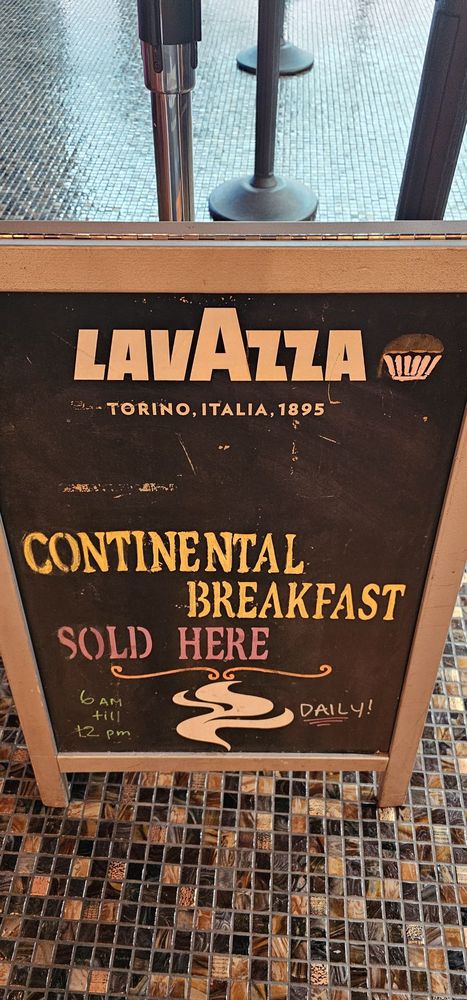 LAVAZZA
TORINO, ITALIA, 1895
CONTINENTAL
BREAKFAST
SOLD HERE
6 AM
till
12 pm
DAILY!